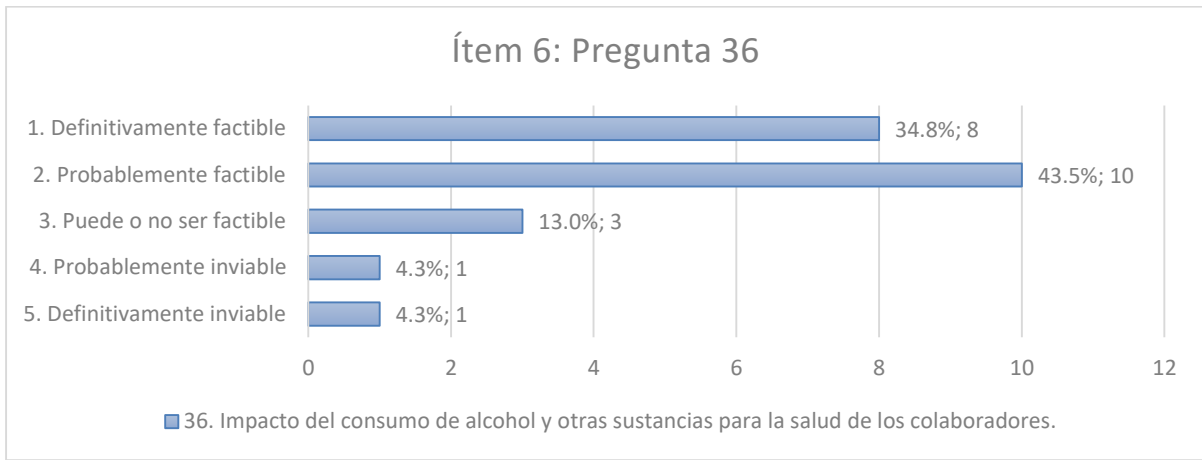 Ítem 6: Pregunta 36
1. Definitivamente factible
34.8%; 8
2. Probablemente factible
43.5%; 10
3. Puede o no ser factible
13.0%; 3
4. Probablemente inviable
4.3%; 1
5. Definitivamente inviable
4.3%; 1
0 2 4 6 8 10 12
36. Impacto del consumo de alcohol y otras sustancias para la salud de los colaboradores.